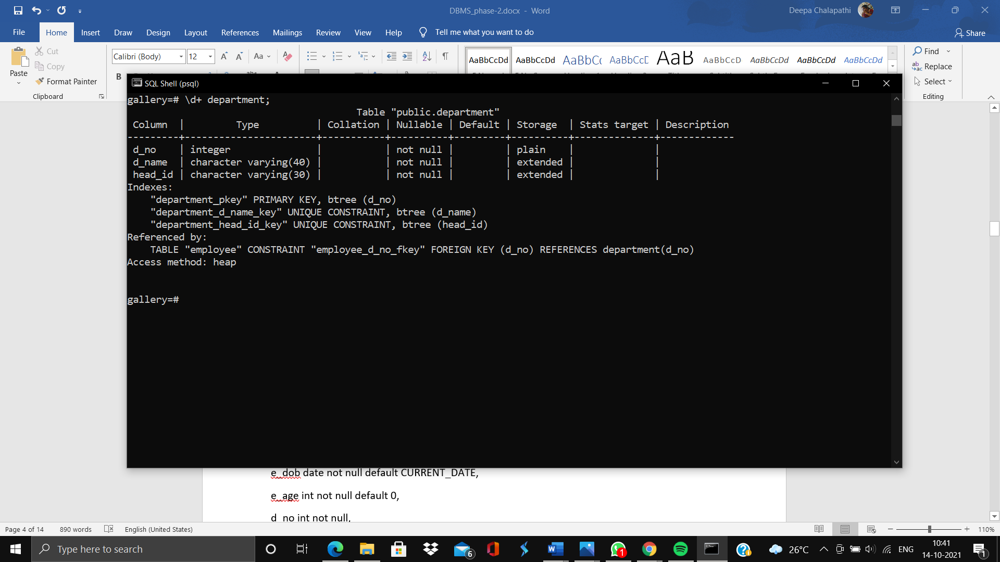 DBMS_phase-2.docx - Word
Deepa Chalapathi
File Home Insert Draw Design Layout References Mailings Review View Help Tell me what you want to do Share
Paste
Cut
Copy
Format Painter
Clipboard
Calibri (Body) 12
Aa
B
AaBbCcDd AaBbCcDd AaBbC AaBbCcD AaB AaBbCcD AaBbCcDd AaBbCcDd AaBbCcDd
Find
Replace
Select
Editing
SQL Shell (psql)
gallery=# \d+ department;
Table "public.department"
Column | Type | Collation | Nullable | Default | Storage | Stats target | Description
---------+-----------------------+-----------+----------+---------+----------+--------------+-------------
d_no | integer | | not null | | plain | |
d_name | character varying(40) | | not null | | extended | |
head_id | character varying(30) | | not null | | extended | |
Indexes:
"department_pkey" PRIMARY KEY, btree (d_no)
"department_d_name_key" UNIQUE CONSTRAINT, btree (d_name)
"department_head_id_key" UNIQUE CONSTRAINT, btree (head_id)
Referenced by:
TABLE "employee" CONSTRAINT "employee_d_no_fkey" FOREIGN KEY (d_no) REFERENCES department(d_no)
Access method: heap
gallery=#
e_dob date not null default CURRENT_DATE,
e_age int not null default 0,
d_no int not null,
Page 4 of 14 890 words English (United States) 110%
Type here to search
6
1
26°C ENG
10:41
14-10-2021
1